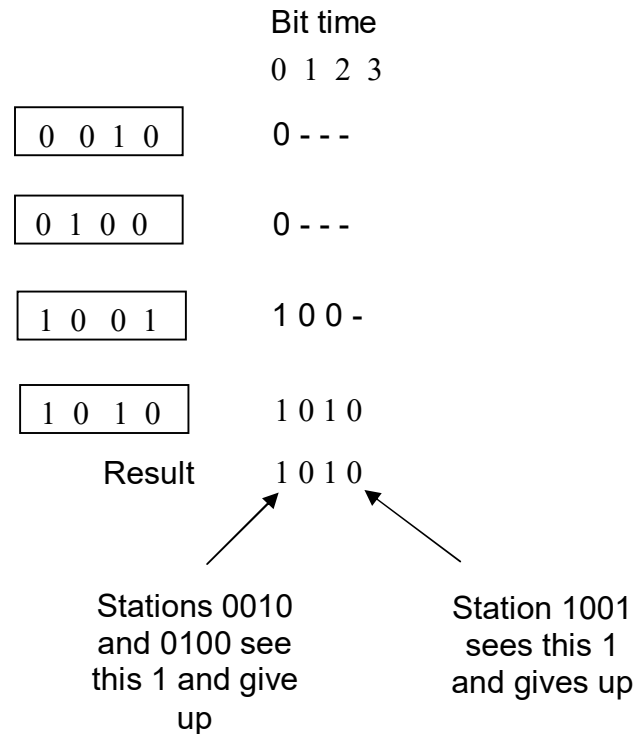 Bit time
0 1 2 3
0 0 1 0 0 - - -
0 1 0 0 0 - - -
1 0 0 1 1 0 0 -
1 0 1 0 1 0 1 0
Result 1 0 1 0
Stations 0010
and 0100 see
this 1 and give
up
Station 1001
sees this 1
and gives up